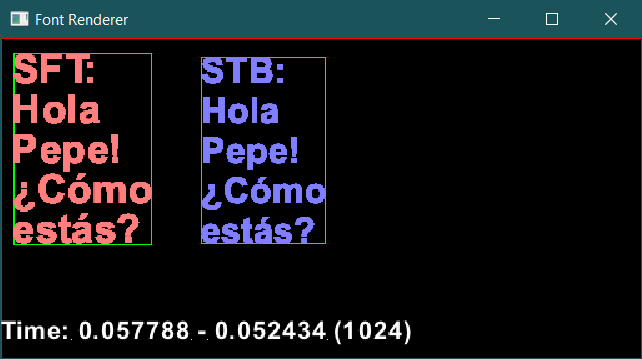 Font Renderer
SFT:
Hola
Pepe!
¿Cómo
estás?
STB:
Hola
Pepe!
¿Cómo
estás?
Time: 0.057788 - 0.052434 (1024)